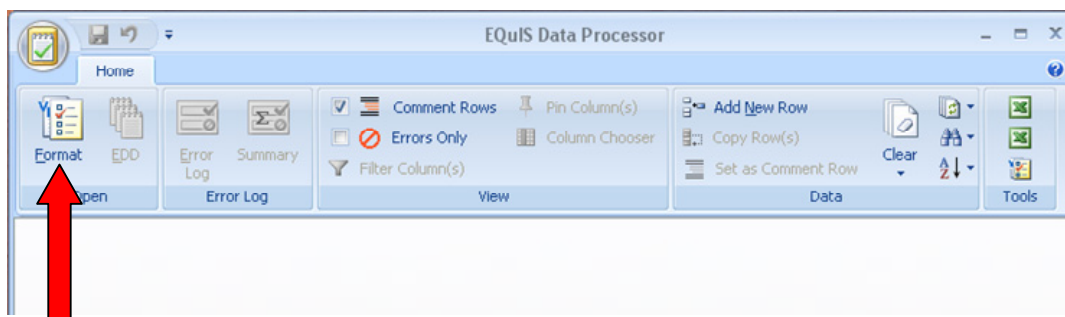 EQuIS Data Processor
Home
Comment Rows Pin Column(s) Add New Row
Errors Only Column Chooser Copy Row(s)
Format EDD Error Log Summary Filter Column(s) Set as Comment Row Clear
Open Error Log View Data Tools